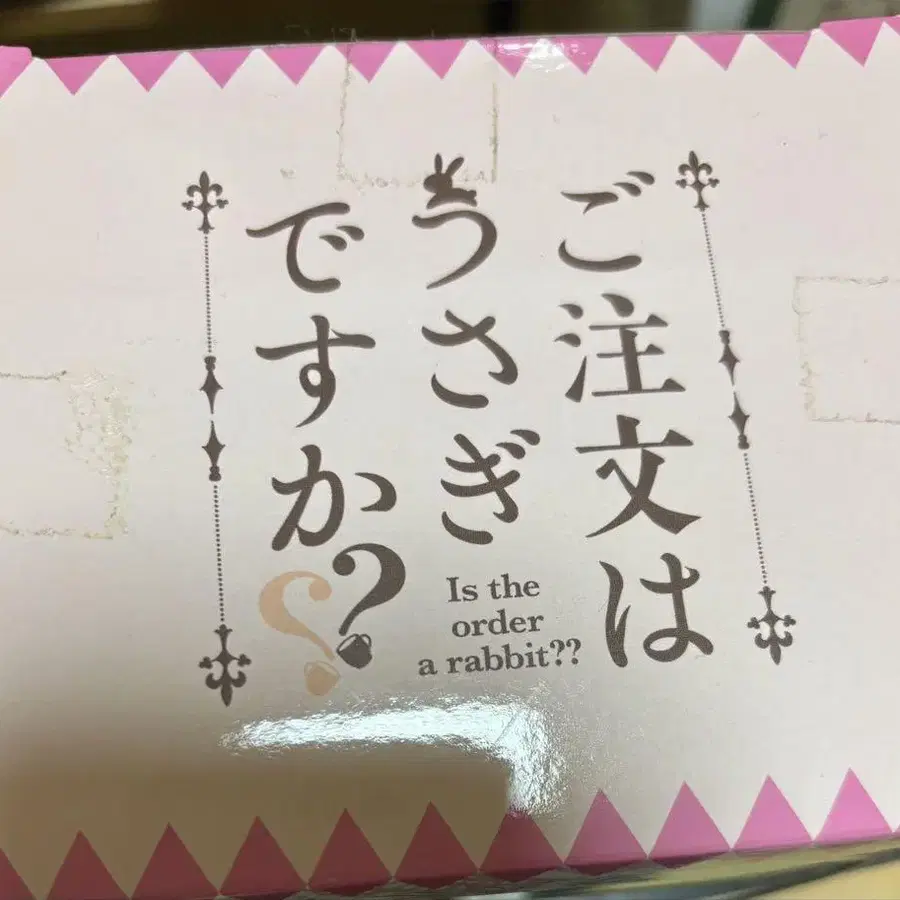 ご注文は
うさぎ
ですか??
Is the
order
a rabbit??